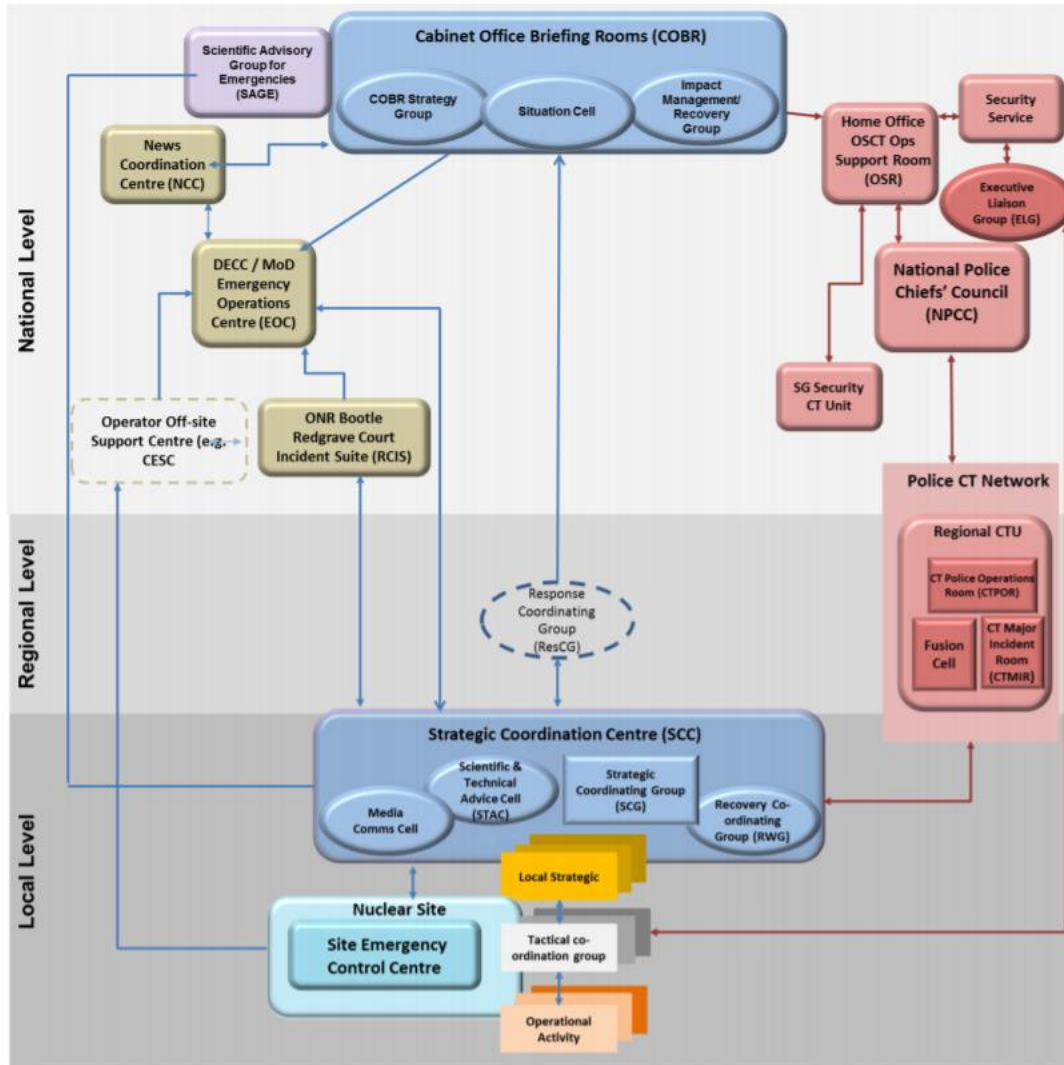 Cabinet Office Briefing Rooms (COBR)
Scientific Advisory
Group for
Emergencies
(SAGE)
COBR Strategy
Group
Situation Cell
Impact
Management/
Recovery
Group
News
Coordination
Centre (NCC)
Home Office
OSCT Ops
Support Room
(OSR)
Security
Service
Executive
Liaison
Group (ELG)
National Level
DECC / MoD
Emergency
Operations
Centre (EOC)
National Police
Chiefs' Council
(NPCC)
SG Security
CT Unit
Operator Off-site
Support Centre (e.g.
CESC
ONR Bootle
Redgrave Court
Incident Suite (RCIS)
Police CT Network
Regional Level
Response
Coordinating
Group
(ResCG)
Regional CTU
CT Police Operations
Room (CTPOR)
Fusion
Cell
CT Major
Incident
Room
(CTMIR)
Local Level
Strategic Coordination Centre (SCC)
Media
Comms Cell
Scientific &
Technical
Advice Cell
(STAC)
Strategic
Coordinating Group
(SCG)
Recovery Co-
ordinating
Group (RWG)
Local Strategic
Nuclear Site
Site Emergency
Control Centre
Tactical co-
ordination group
Operational
Activity